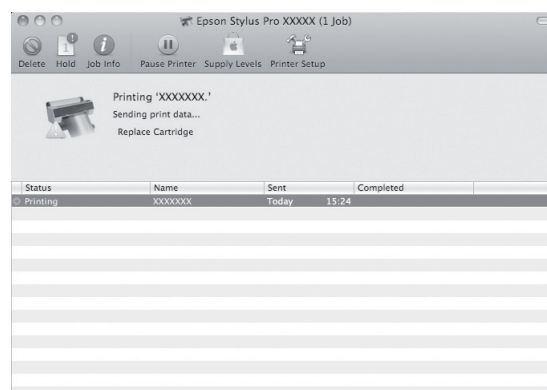 Epson Stylus Pro XXXXX (1 Job)
Delete Hold Job Info Pause Printer Supply Levels Printer Setup
Printing 'XXXXXXX.'
Sending print data...
Replace Cartridge
Status Name Sent Completed
Printing XXXXXXX Today 15:24